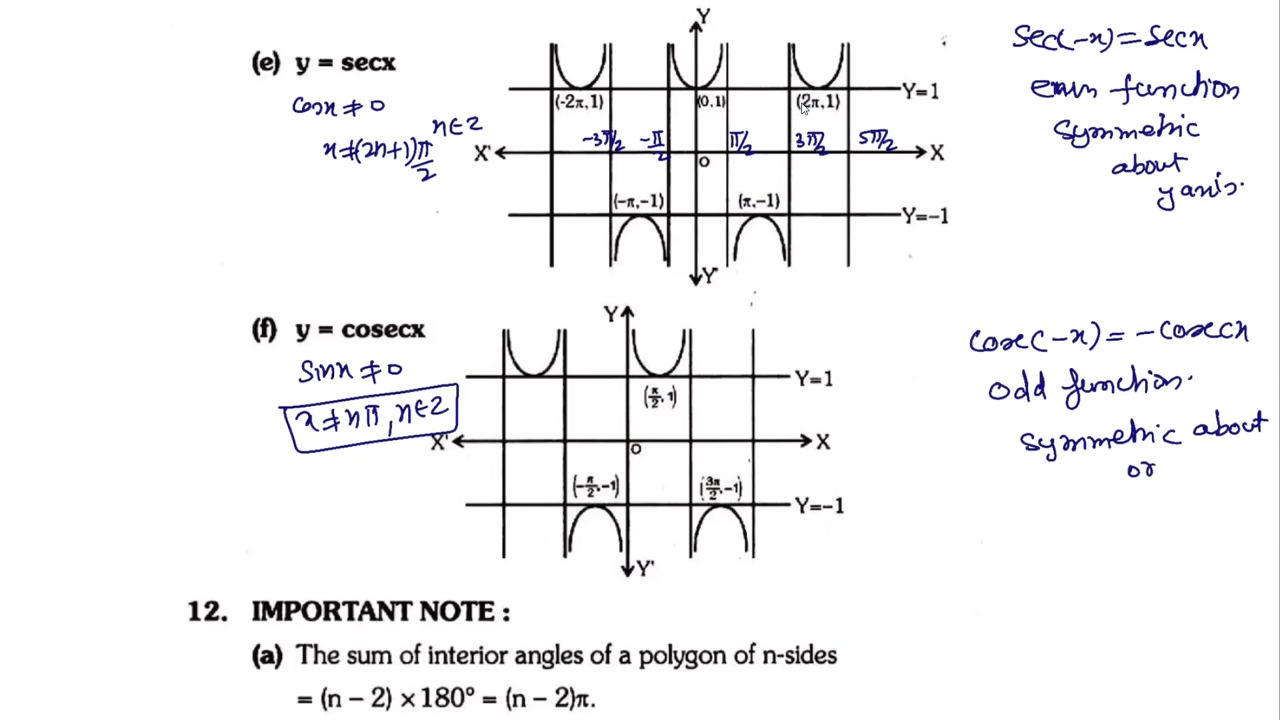 (e) y = secx
cosx ≠ 0
x ≠ (2n+1)π/2 n∈Z
Y
Y=1
(-2π,1)
(0,1)
(2π,1)
-3π/2
-π/2
π/2
3π/2
5π/2
X'
X
O
(-π,-1)
(π,-1)
Y=-1
Y'
sec(-x) = secx
even function
symmetric
about
y axis.
(f) y = cosecx
sinx ≠ 0
x ≠ nπ, n∈Z
Y
Y=1
(π/2, 1)
X'
X
O
(-π/2, -1)
(3π/2, -1)
Y=-1
Y'
cosec(-x) = -cosecx
odd function.
symmetric about
or
12. IMPORTANT NOTE :
(a) The sum of interior angles of a polygon of n-sides
= (n – 2) × 180° = (n – 2)π.